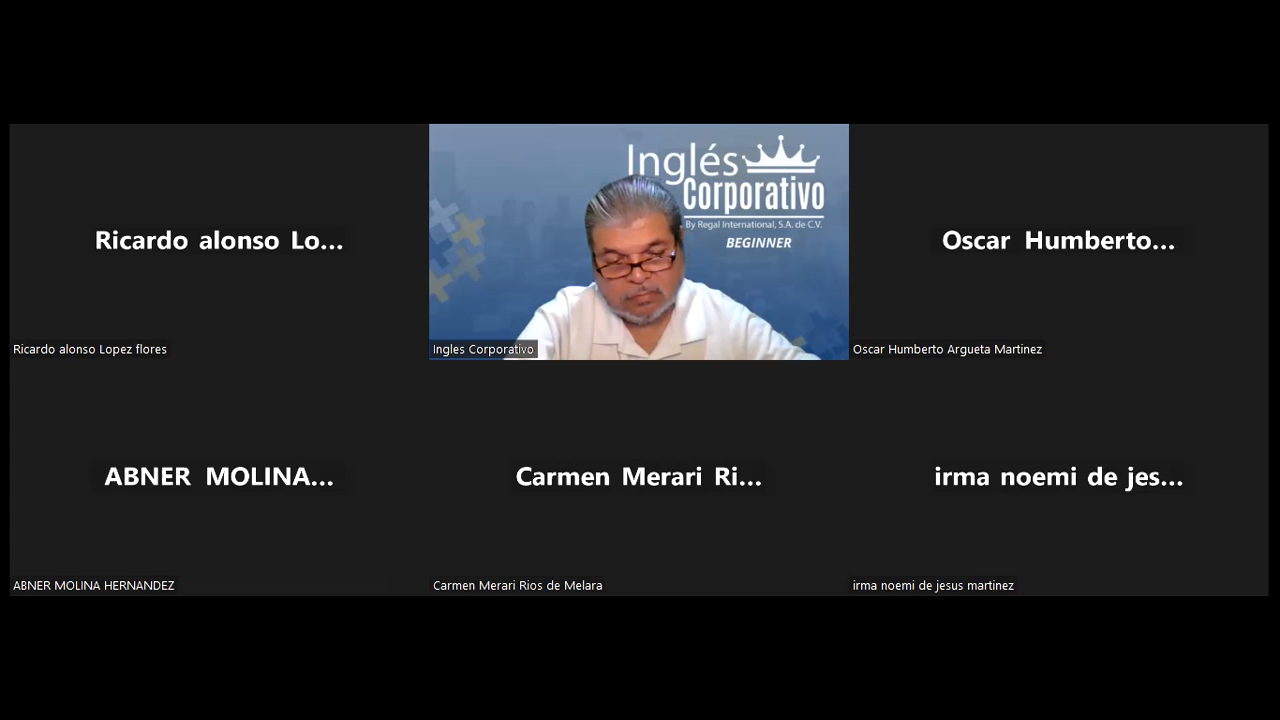 Ricardo alonso Lo...
Ricardo alonso Lopez flores
Inglés
Corporativo
By Regal International, S.A. de C.V.
BEGINNER
Ingles Corporativo
Oscar Humberto...
Oscar Humberto Argueta Martinez
ABNER MOLINA...
ABNER MOLINA HERNANDEZ
Carmen Merari Ri...
Carmen Merari Rios de Melara
irma noemi de jes...
irma noemi de jesus martinez